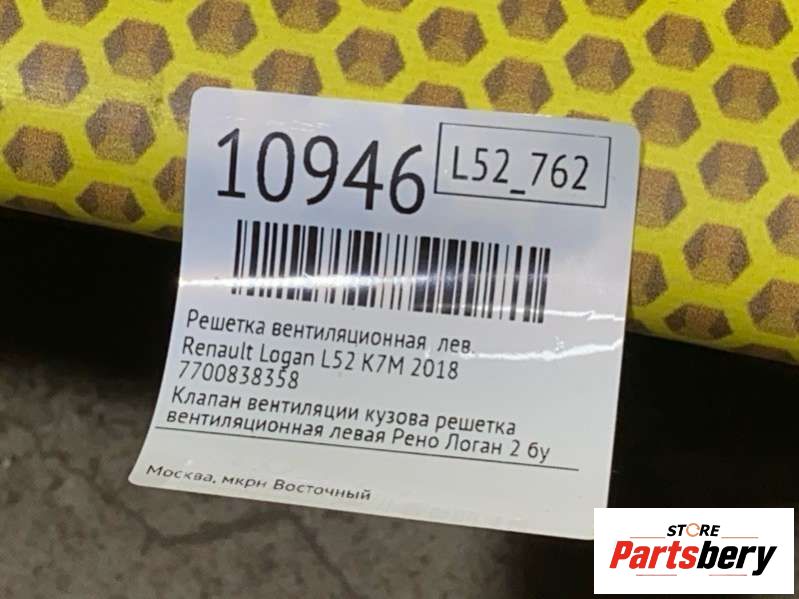 10946
L52_762
Решетка вентиляционная лев.
Renault Logan L52 K7M 2018
7700838358
Клапан вентиляции кузова решетка
вентиляционная левая Рено Логан 2 бу
Москва, мкрн Восточный
STORE
Partsbery